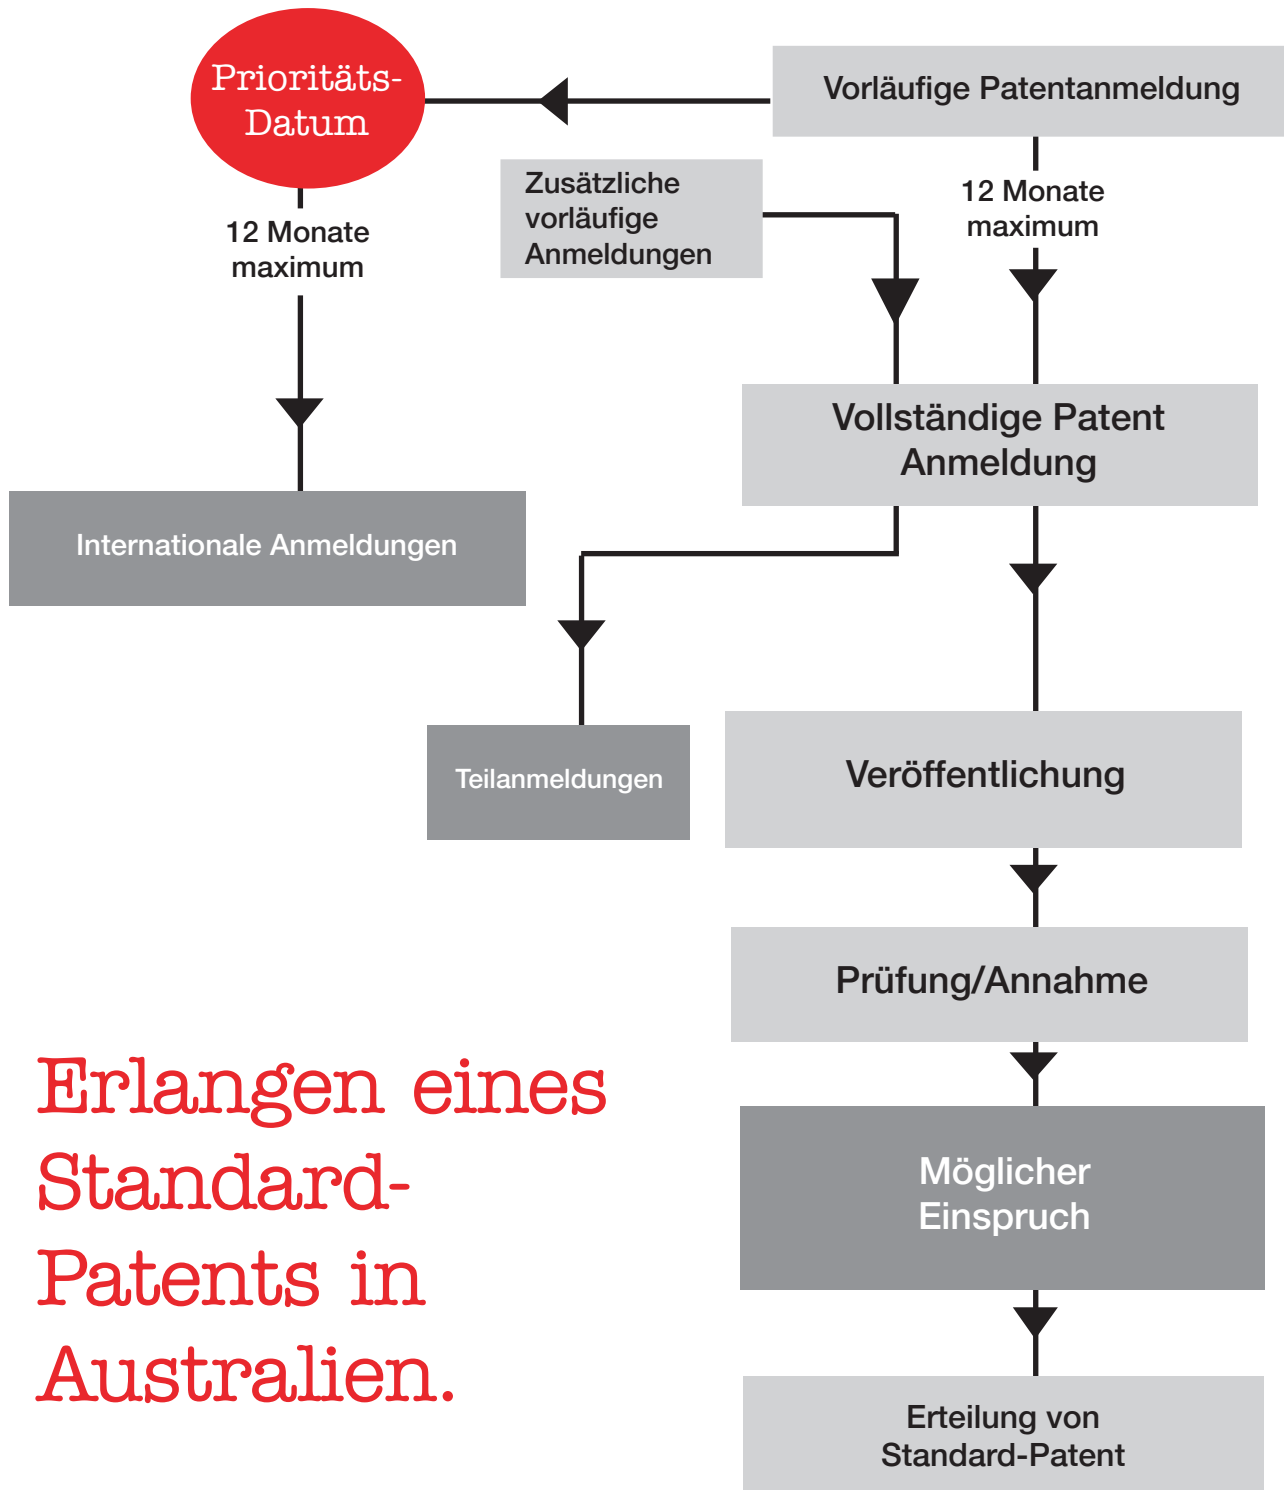 Prioritäts-
Datum
Vorläufige Patentanmeldung
Zusätzliche
vorläufige
Anmeldungen
12 Monate
maximum
12 Monate
maximum
Vollständige Patent
Anmeldung
Internationale Anmeldungen
Teilanmeldungen
Veröffentlichung
Prüfung/Annahme
Möglicher
Einspruch
Erteilung von
Standard-Patent
Erlangen eines
Standard-
Patents in
Australien.